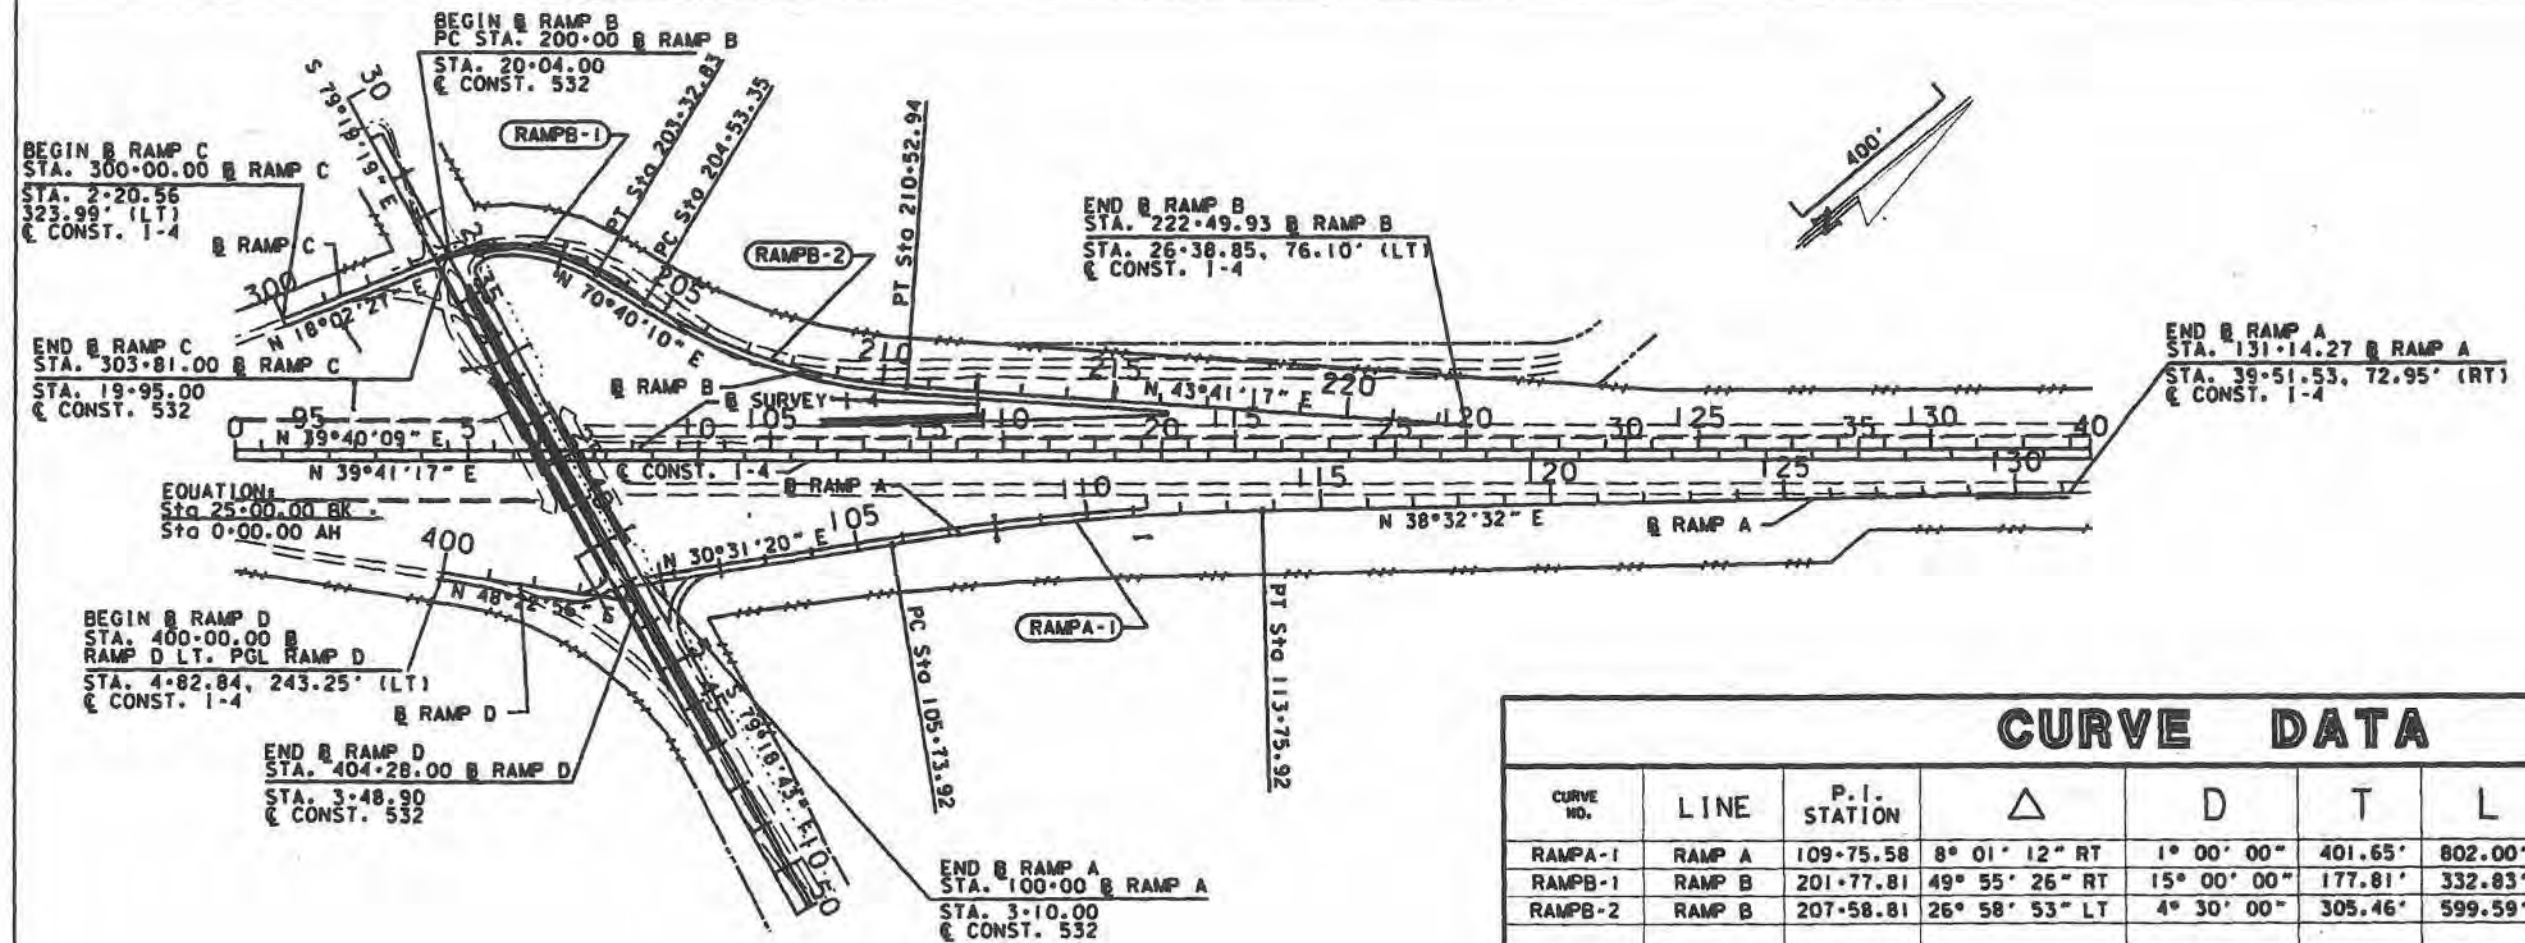 BEGIN ℄ RAMP B
PC STA. 200+00 ℄ RAMP B
STA. 20+04.00
℄ CONST. 532
S 79°19'19" E
30
RAMPB-1
PT Sta 203+32.83
PC Sta 204+53.35
PT Sta 210+52.94
400'
BEGIN ℄ RAMP C
STA. 300+00.00 ℄ RAMP C
STA. 2+20.56
323.99' (LT)
℄ CONST. I-4
℄ RAMP C
300
N 18°02'27" E
END ℄ RAMP C
STA. 303+81.00 ℄ RAMP C
STA. 19+95.00
℄ CONST. 532
RAMPB-2
205
N 70°40'10" E
35
END ℄ RAMP B
STA. 222+49.93 ℄ RAMP B
STA. 26+38.85, 76.10' (LT)
℄ CONST. I-4
END ℄ RAMP A
STA. 131+14.27 ℄ RAMP A
STA. 39+51.53, 72.95' (RT)
℄ CONST. I-4
210
215
220
N 43°41'17" E
℄ RAMP B
℄ SURVEY I-4
0
95
5
10
105
15
110
20
115
25
120
30
125
35
130
40
N 39°40'09" E
N 39°41'17" E
℄ CONST. I-4
115
120
125
130
EQUATION:
Sta 25+00.00 BK =
Sta 0+00.00 AH
℄ RAMP A
110
105
N 38°32'32" E
℄ RAMP A
400
N 30°31'20" E
N 48°22'56" E
BEGIN ℄ RAMP D
STA. 400+00.00 ℄
RAMP D LT. PGL RAMP D
STA. 4+82.84, 243.25' (LT)
℄ CONST. I-4
℄ RAMP D
RAMPA-1
PC Sta 105+73.92
PT Sta 113+75.92
45
S 79°18'43" E
END ℄ RAMP D
STA. 404+28.00 ℄ RAMP D
STA. 3+48.90
℄ CONST. 532
10
50
END ℄ RAMP A
STA. 100+00 ℄ RAMP A
STA. 3+10.00
℄ CONST. 532
CURVE DATA
CURVE NO. LINE P.I. STATION △ D T L
RAMPA-1 RAMP A 109+75.58 8° 01' 12" RT 1° 00' 00" 401.65' 802.00'
RAMPB-1 RAMP B 201+77.81 49° 55' 26" RT 15° 00' 00" 177.81' 332.83'
RAMPB-2 RAMP B 207+58.81 26° 58' 53" LT 4° 30' 00" 305.46' 599.59'